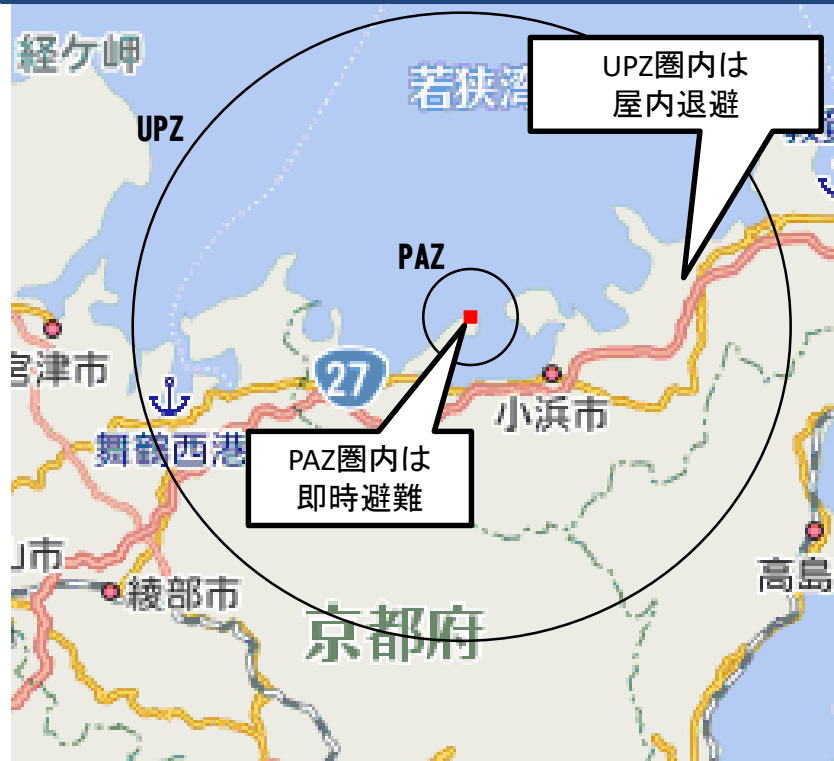 経ケ岬
若狭湾
UPZ圏内は
屋内退避
UPZ
PAZ
宮津市
27
小浜市
舞鶴西港
PAZ圏内は
即時避難
山市
綾部市
高島
京都府